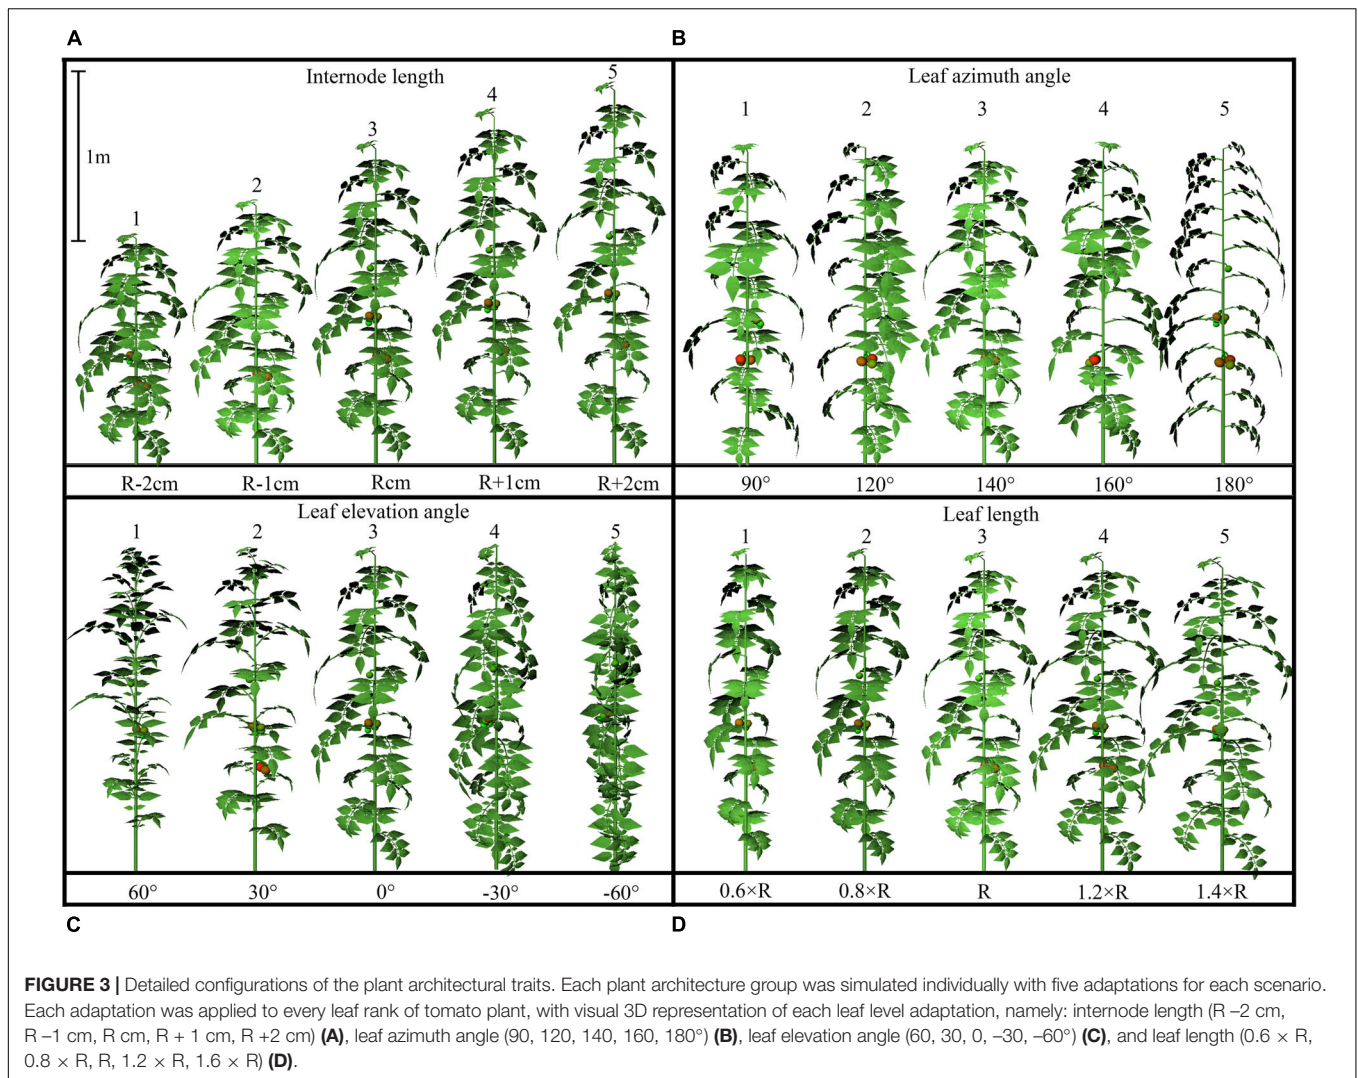 A
B
Internode length
1m
1
2
3
4
5
R-2cm
R-1cm
Rcm
R+1cm
R+2cm
Leaf azimuth angle
1
2
3
4
5
90°
120°
140°
160°
180°
Leaf elevation angle
1
2
3
4
5
60°
30°
0°
-30°
-60°
Leaf length
1
2
3
4
5
0.6×R
0.8×R
R
1.2×R
1.4×R
C
D
FIGURE 3 | Detailed configurations of the plant architectural traits. Each plant architecture group was simulated individually with five adaptations for each scenario.
Each adaptation was applied to every leaf rank of tomato plant, with visual 3D representation of each leaf level adaptation, namely: internode length (R –2 cm,
R –1 cm, R cm, R + 1 cm, R +2 cm) (A), leaf azimuth angle (90, 120, 140, 160, 180°) (B), leaf elevation angle (60, 30, 0, –30, –60°) (C), and leaf length (0.6 × R,
0.8 × R, R, 1.2 × R, 1.6 × R) (D).